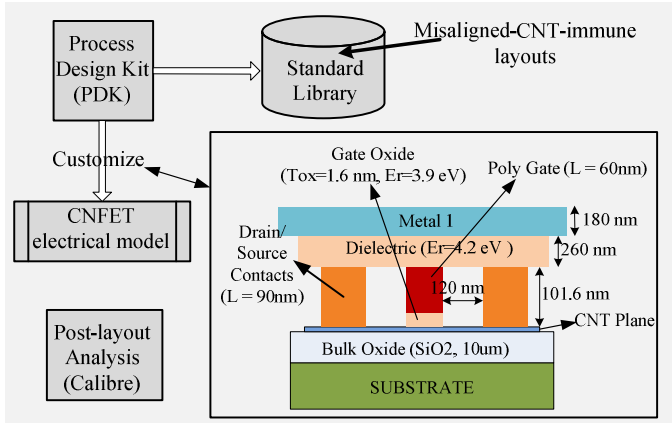 Process
Design Kit
(PDK)
Standard
Library
Misaligned-CNT-immune
layouts
Customize
CNFET
electrical model
Post-layout
Analysis
(Calibre)
Gate Oxide
(Tox=1.6 nm, Er=3.9 eV)
Poly Gate (L = 60nm)
Metal 1
180 nm
Dielectric (Er=4.2 eV )
260 nm
Drain/
Source
Contacts
(L = 90nm)
120 nm
101.6 nm
CNT Plane
Bulk Oxide (SiO2, 10um)
SUBSTRATE